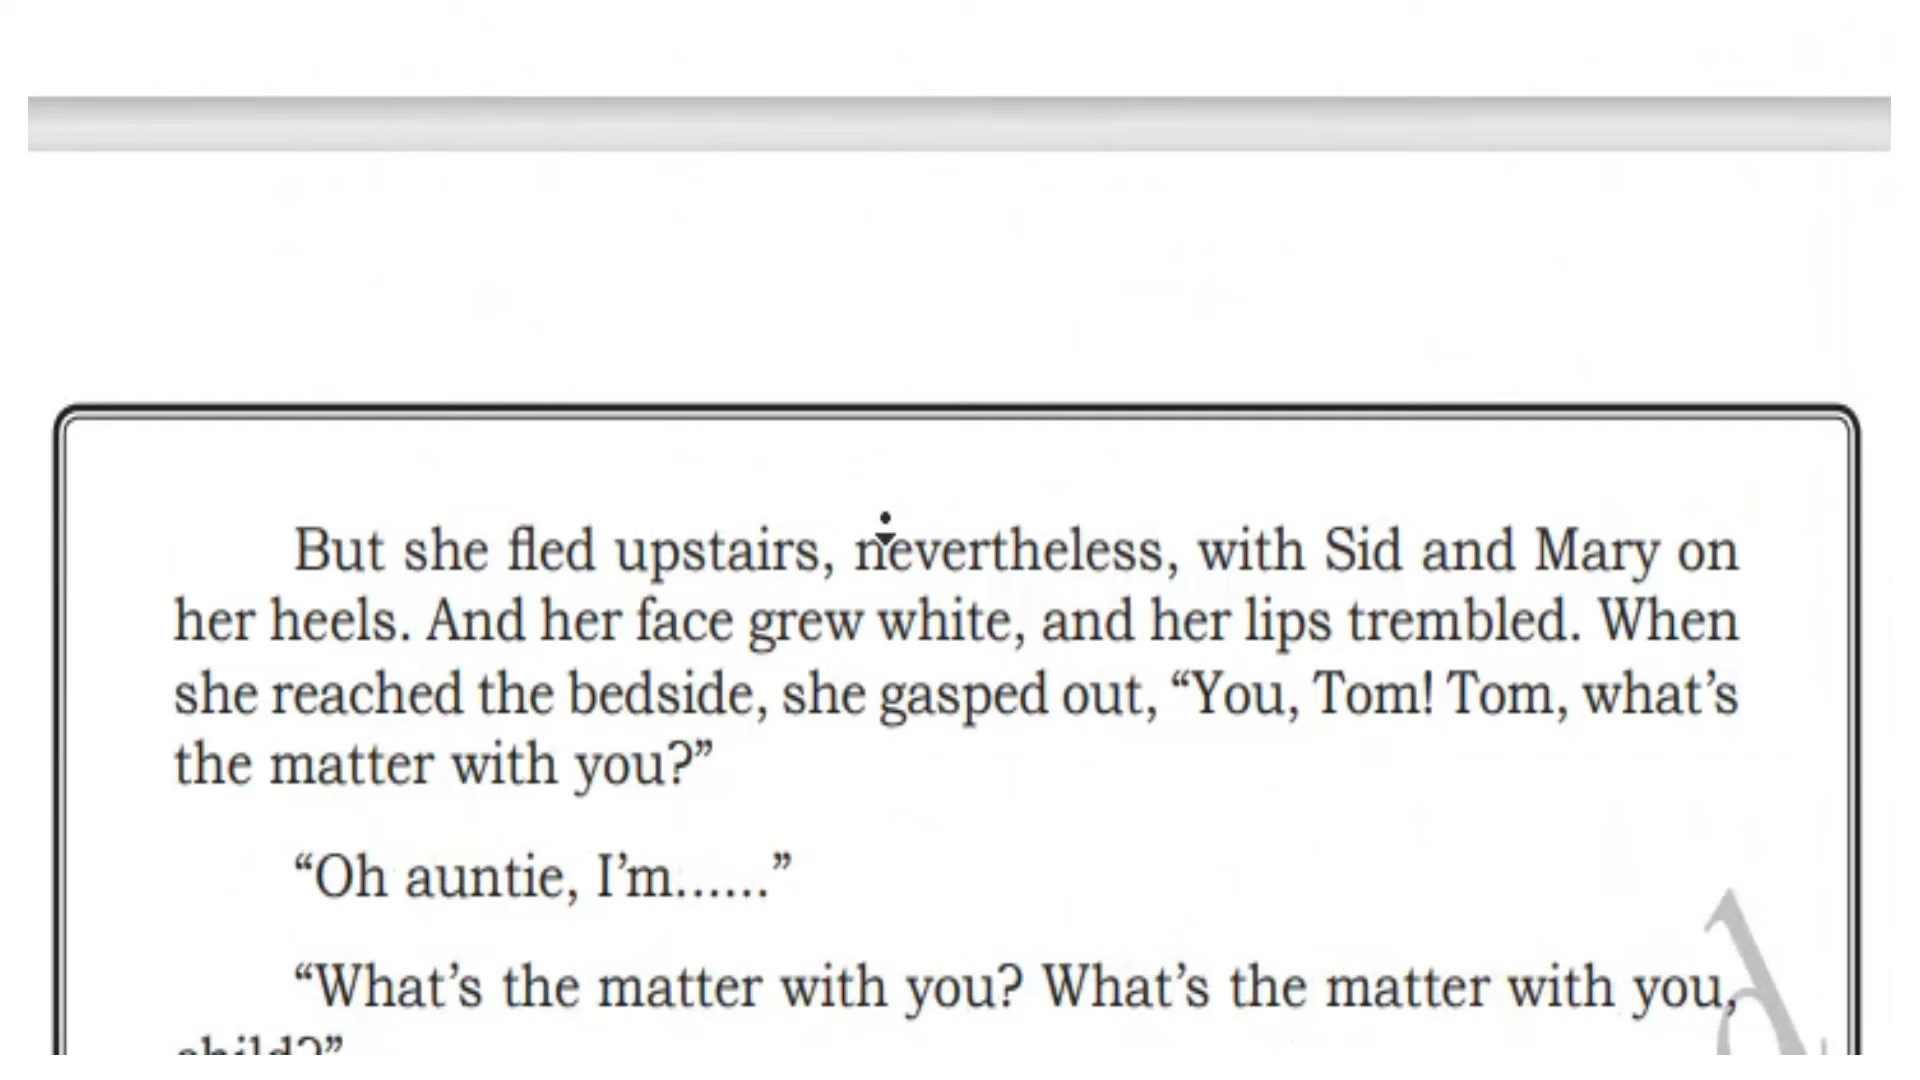 But she fled upstairs, nevertheless, with Sid and Mary on
her heels. And her face grew white, and her lips trembled. When
she reached the bedside, she gasped out, “You, Tom! Tom, what’s
the matter with you?”
“Oh auntie, I’m......”
“What’s the matter with you? What’s the matter with you,
child?”